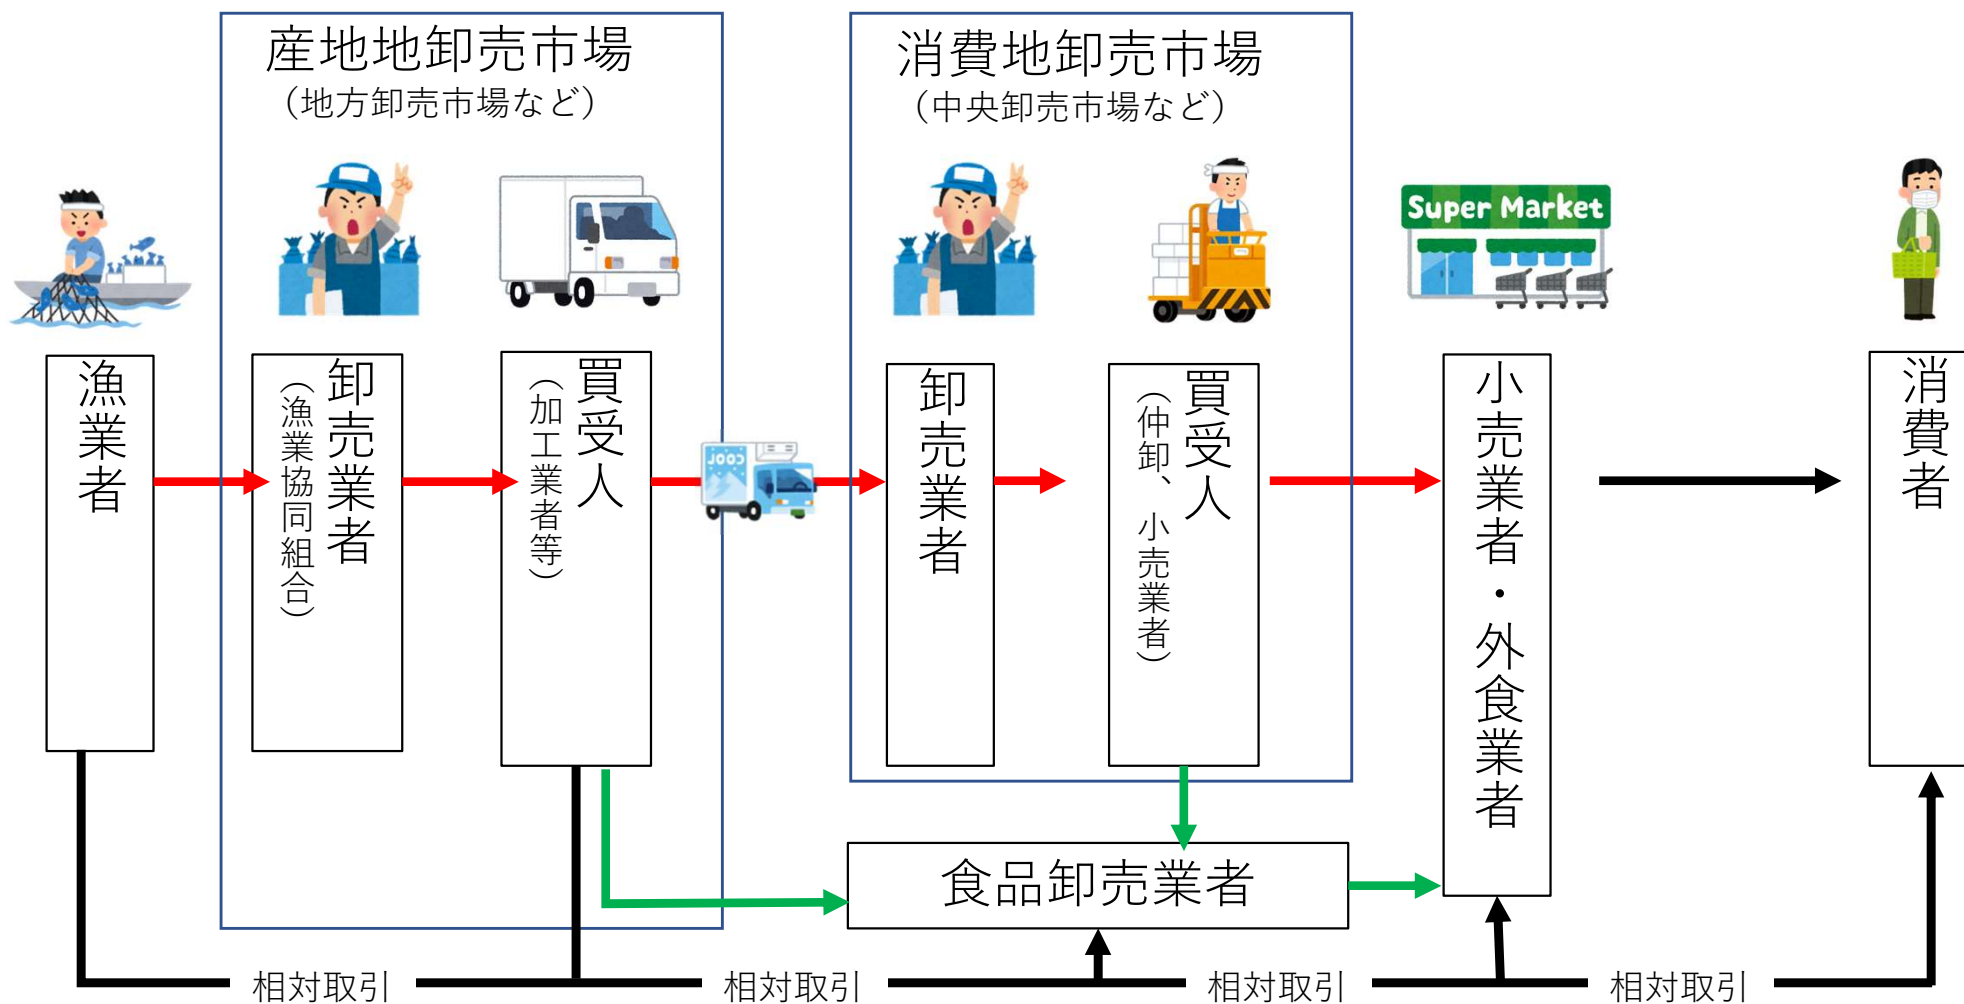 産地地卸売市場
（地方卸売市場など）
消費地卸売市場
（中央卸売市場など）
Super Market
漁業者
卸売業者
（漁業協同組合）
買受人
（加工業者等）
COOL
卸売業者
買受人
（仲卸、小売業者）
小売業者・外食業者
消費者
食品卸売業者
相対取引
相対取引
相対取引
相対取引